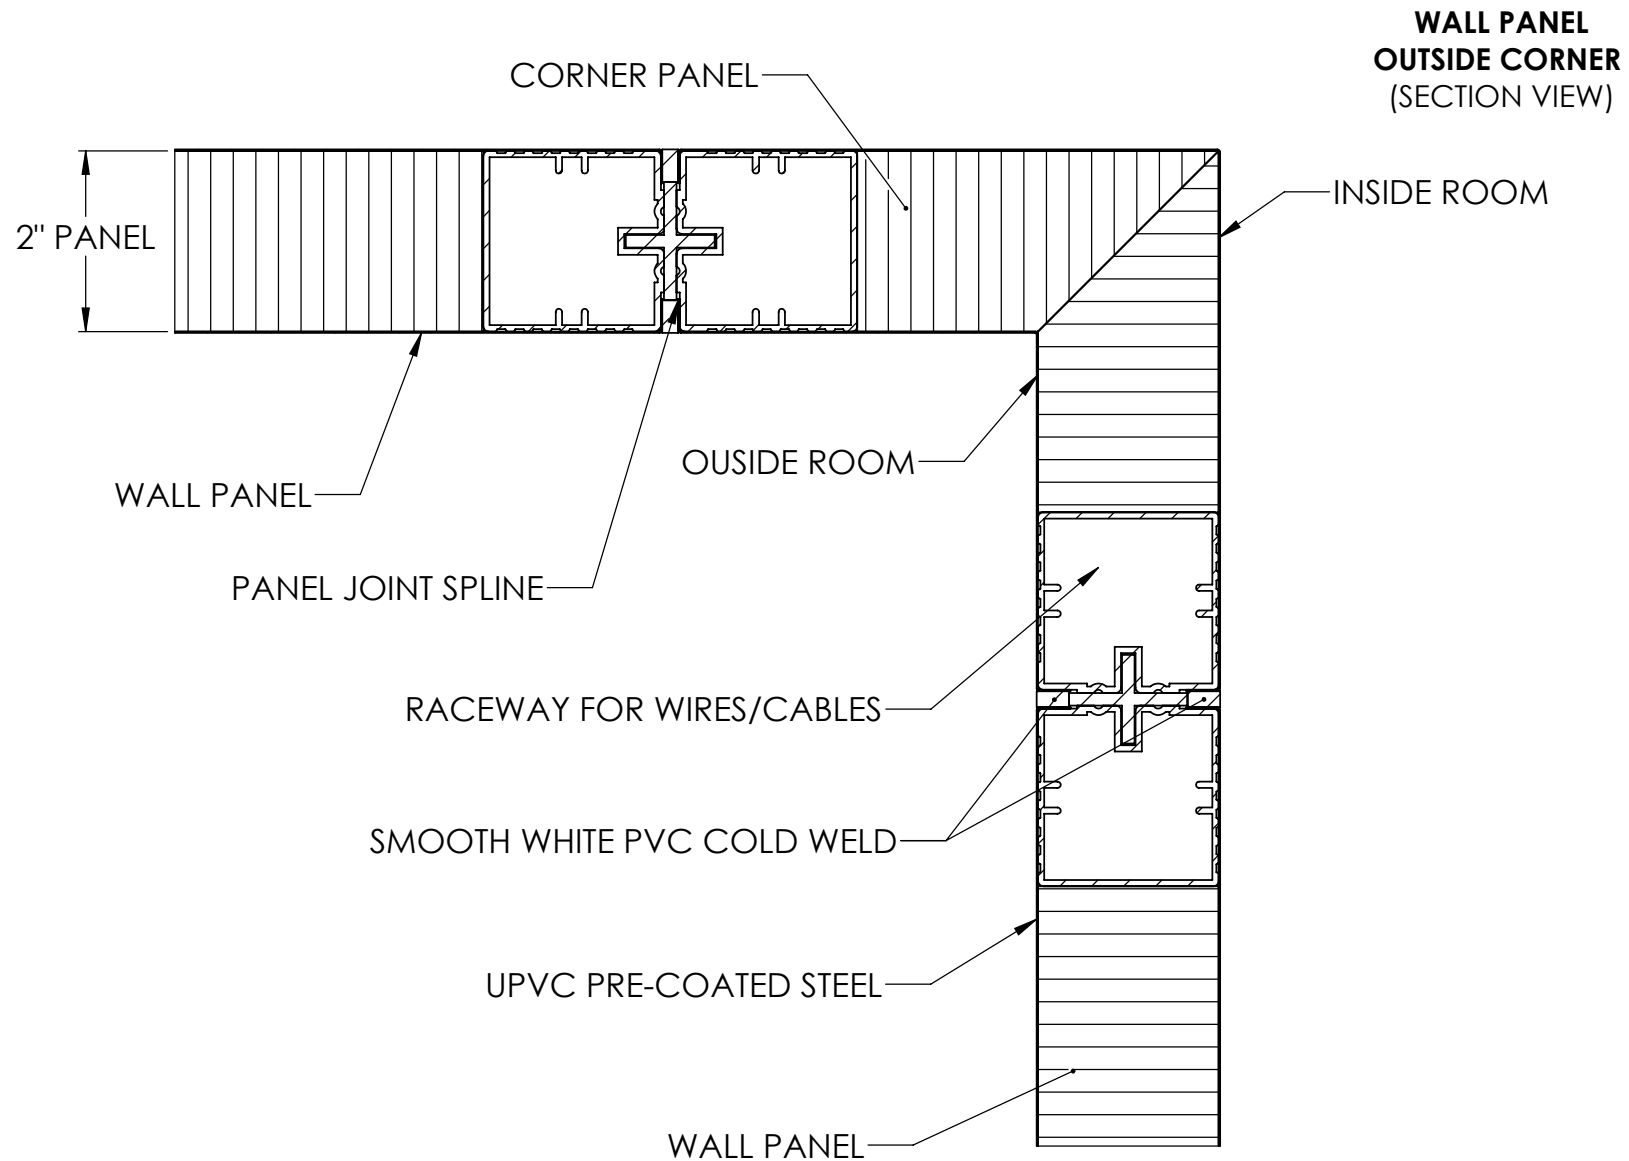 WALL PANEL
OUTSIDE CORNER
(SECTION VIEW)
CORNER PANEL
INSIDE ROOM
2" PANEL
OUSIDE ROOM
WALL PANEL
PANEL JOINT SPLINE
RACEWAY FOR WIRES/CABLES
SMOOTH WHITE PVC COLD WELD
UPVC PRE-COATED STEEL
WALL PANEL